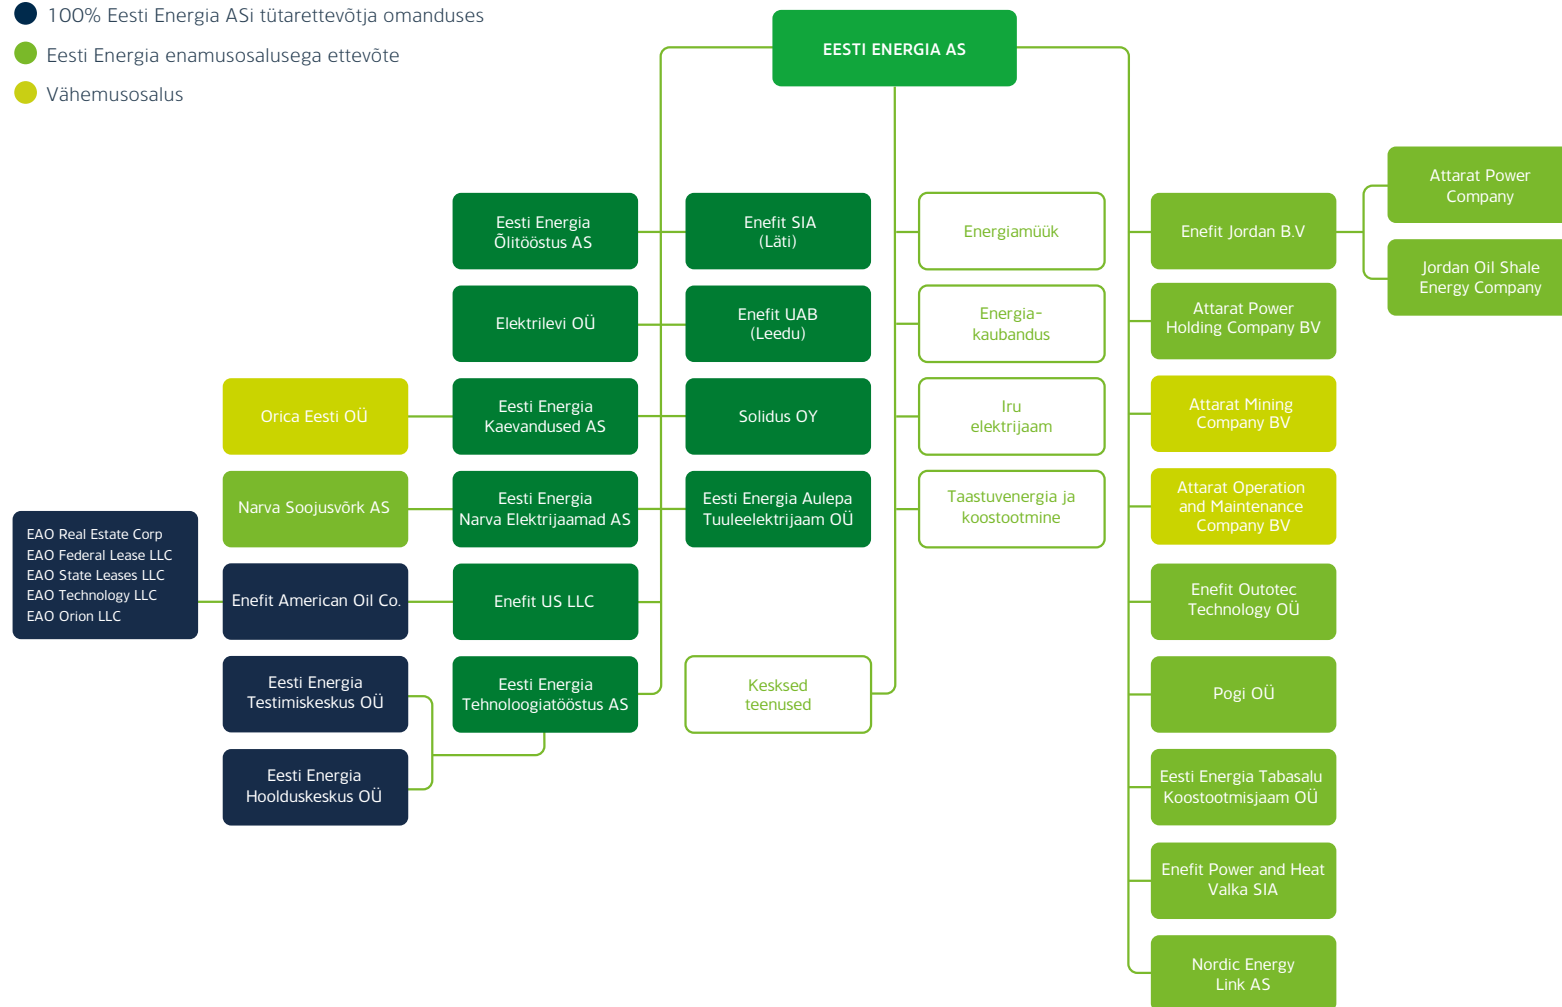 100% Eesti Energia ASi tütarettevõtja omanduses
Eesti Energia enamusosalusega ettevõte
Vähemusosalus
EESTI ENERGIA AS
Attarat Power
Company
Jordan Oil Shale
Energy Company
Eesti Energia
Õlitööstus AS
Enefit SIA
(Läti)
Energiamüük
Enefit Jordan B.V
Elektrilevi OÜ
Enefit UAB
(Leedu)
Energia-
kaubandus
Attarat Power
Holding Company BV
Orica Eesti OÜ
Eesti Energia
Kaevandused AS
Solidus OY
Iru
elektrijaam
Attarat Mining
Company BV
Narva Soojusvõrk AS
Eesti Energia
Narva Elektrijaamad AS
Eesti Energia Aulepa
Tuuleelektrijaam OÜ
Taastuvenergia ja
koostootmine
Attarat Operation
and Maintenance
Company BV
EAO Real Estate Corp
EAO Federal Lease LLC
EAO State Leases LLC
EAO Technology LLC
EAO Orion LLC
Enefit American Oil Co.
Enefit US LLC
Enefit Outotec
Technology OÜ
Eesti Energia
Testimiskeskus OÜ
Eesti Energia
Tehnoloogiatööstus AS
Kesksed
teenused
Pogi OÜ
Eesti Energia
Hoolduskeskus OÜ
Eesti Energia Tabasalu
Koostootmisjaam OÜ
Enefit Power and Heat
Valka SIA
Nordic Energy
Link AS